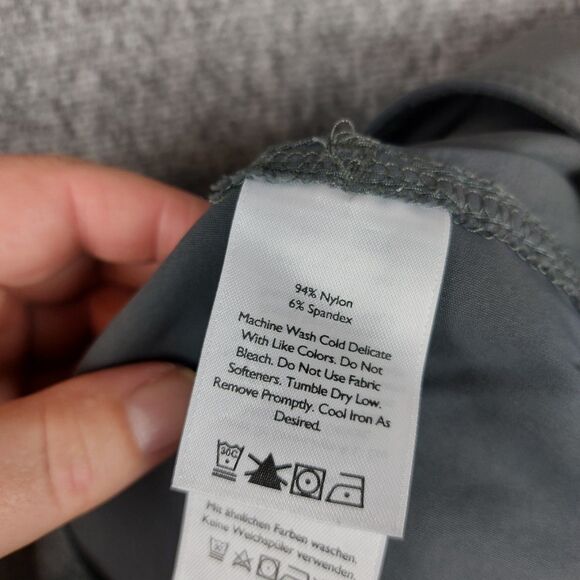 94% Nylon
6% Spandex
Machine Wash Cold Delicate
With Like Colors. Do Not
Bleach. Do Not Use Fabric
Softeners. Tumble Dry Low.
Remove Promptly. Cool Iron As
Desired.
30C
Mit ähnlichen Farben waschen.
Keine Weichspüler verwenden.